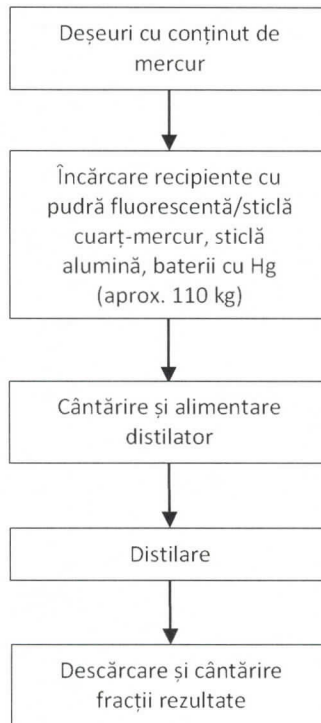 Deșeuri cu conținut de
mercur
Încărcare recipiente cu
pudră fluorescentă/sticlă
cuarț-mercur, sticlă
alumină, baterii cu Hg
(aprox. 110 kg)
Cântărire și alimentare
distilator
Distilare
Descărcare și cântărire
fracții rezultate